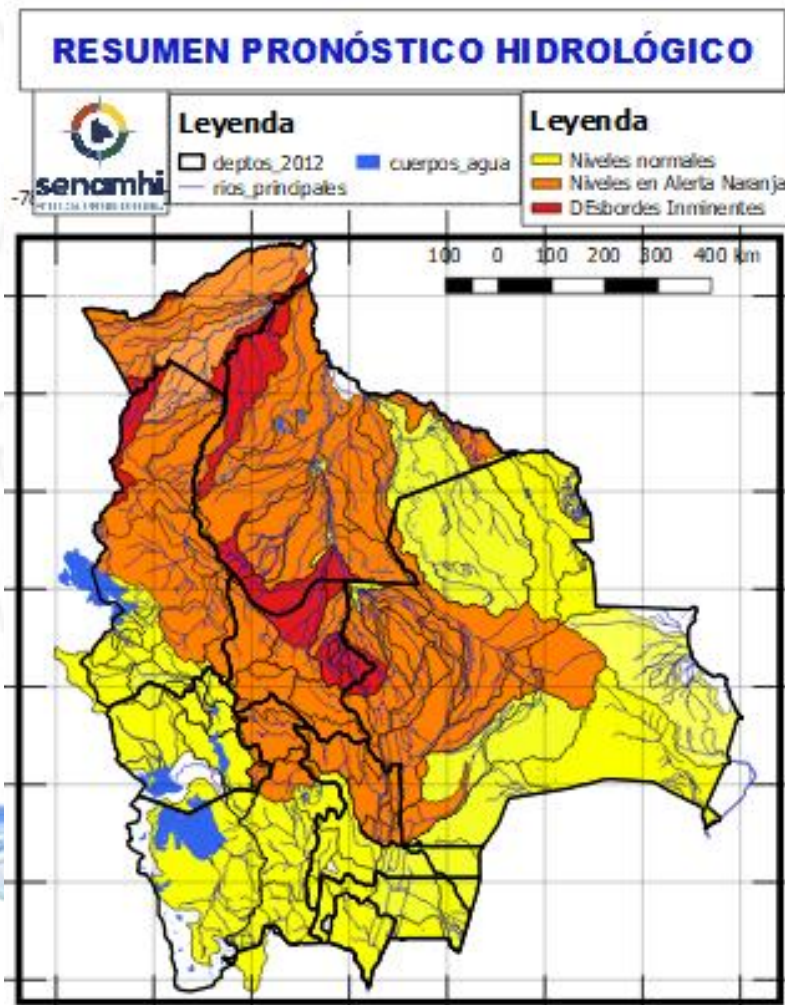 RESUMEN PRONÓSTICO HIDROLÓGICO
senamhi
Leyenda
deptos_2012
cuerpos_agua
rios_principales
Leyenda
Niveles normales
Niveles en Alerta Naranja
DEsbordes Inminentes
100 0 100 200 300 400 km